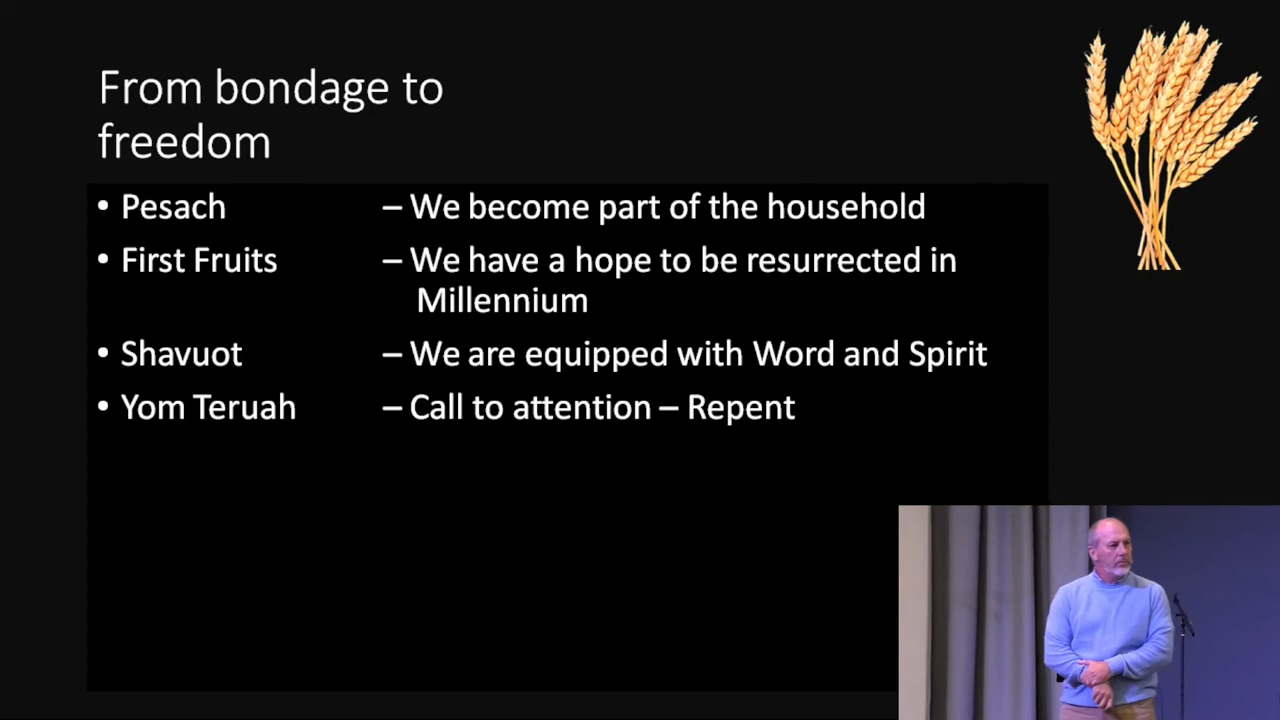 From bondage to
freedom
• Pesach – We become part of the household
• First Fruits – We have a hope to be resurrected in
Millennium
• Shavuot – We are equipped with Word and Spirit
• Yom Teruah – Call to attention – Repent